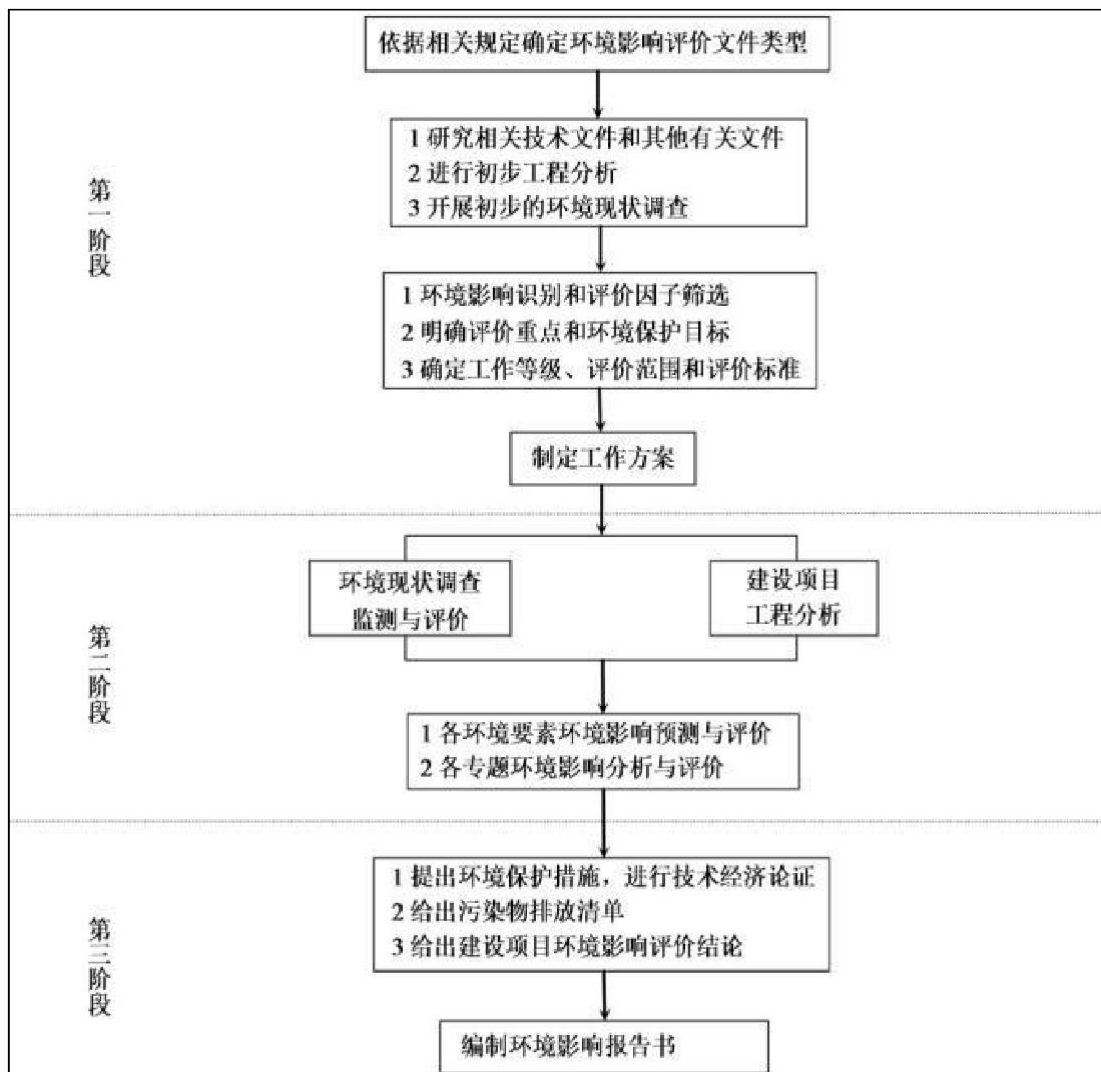 依据相关规定确定环境影响评价文件类型
第一阶段
1 研究相关技术文件和其他有关文件
2 进行初步工程分析
3 开展初步的环境现状调查
1 环境影响识别和评价因子筛选
2 明确评价重点和环境保护目标
3 确定工作等级、评价范围和评价标准
制定工作方案
第二阶段
环境现状调查
监测与评价
建设项目
工程分析
1 各环境要素环境影响预测与评价
2 各专题环境影响分析与评价
第三阶段
1 提出环境保护措施，进行技术经济论证
2 给出污染物排放清单
3 给出建设项目环境影响评价结论
编制环境影响报告书